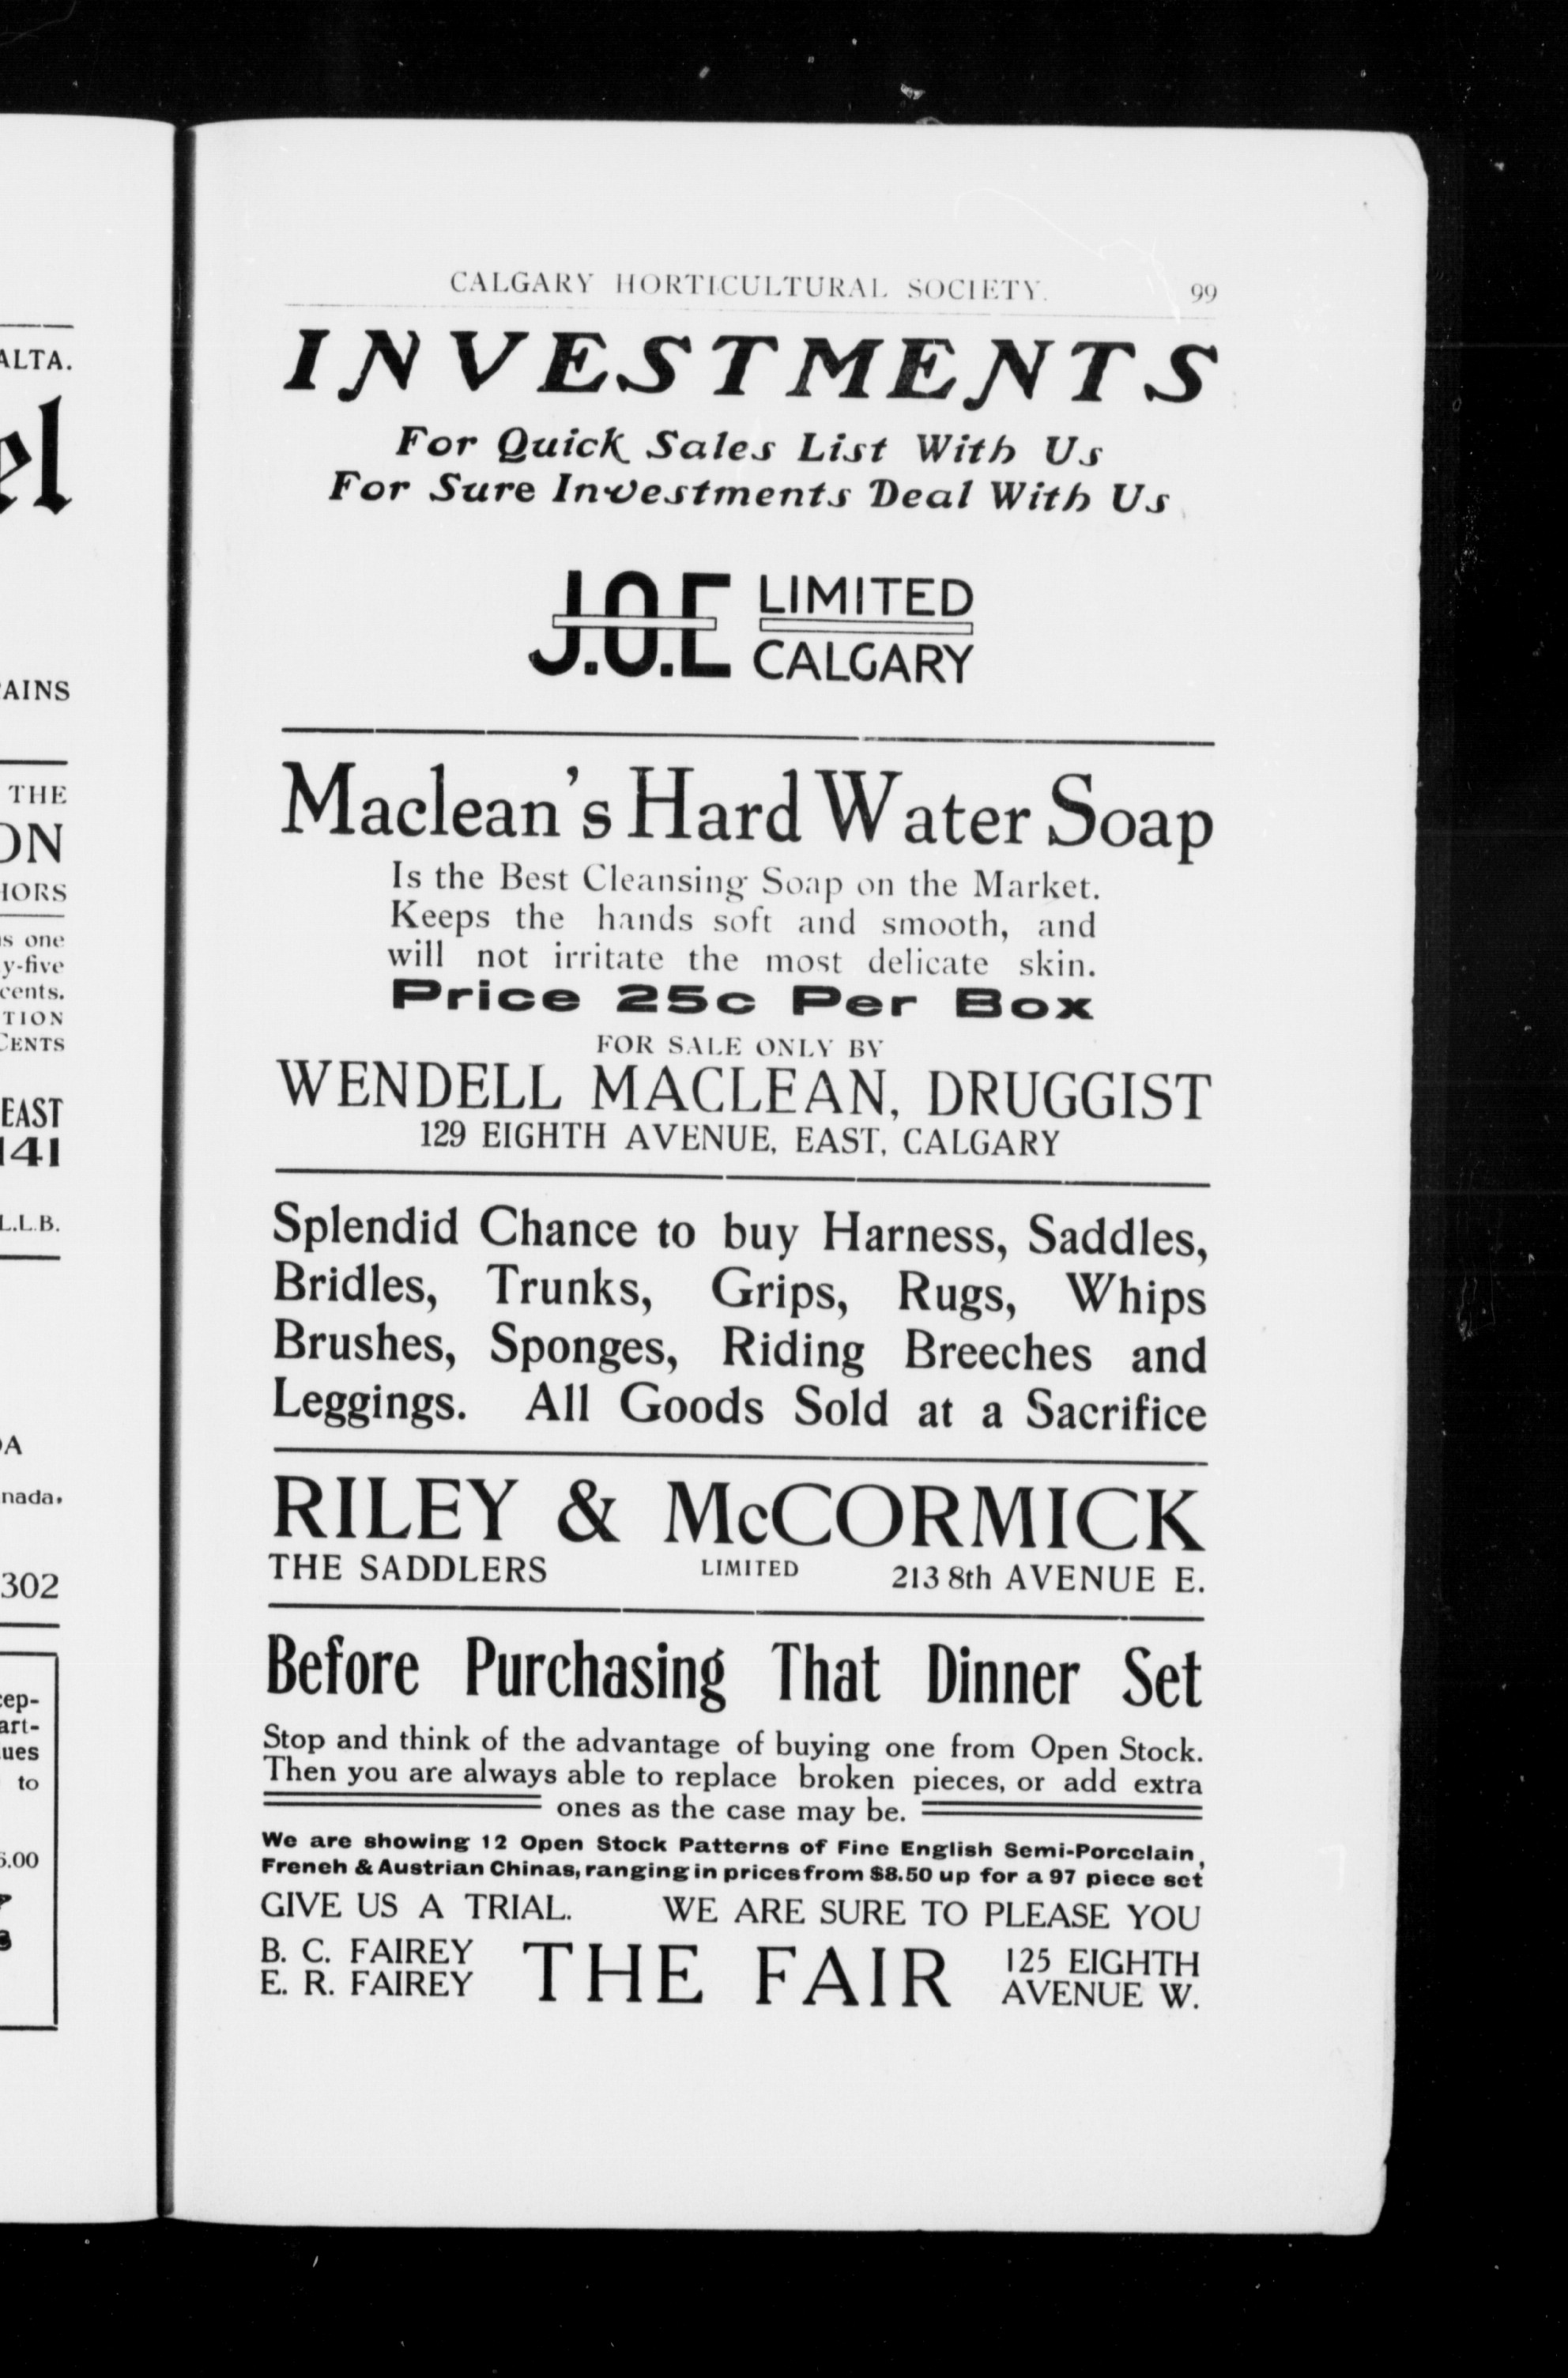 ALTA.
el
AINS
THE
ON
HORS
s one
y-five
cents.
TION
CENTS
EAST
141
L.L.B.
DA
nada.
302
cep-
art-
ues
to
5.00
CALGARY HORTICULTURAL SOCIETY. 99
INVESTMENTS
For Quick Sales List With Us
For Sure Investments Deal With Us
J.O.E LIMITED
CALGARY
Maclean's Hard Water Soap
Is the Best Cleansing Soap on the Market.
Keeps the hands soft and smooth, and
will not irritate the most delicate skin.
Price 25c Per Box
FOR SALE ONLY BY
WENDELL MACLEAN, DRUGGIST
129 EIGHTH AVENUE, EAST, CALGARY
Splendid Chance to buy Harness, Saddles,
Bridles, Trunks, Grips, Rugs, Whips
Brushes, Sponges, Riding Breeches and
Leggings. All Goods Sold at a Sacrifice
RILEY & McCORMICK
THE SADDLERS LIMITED 213 8th AVENUE E.
Before Purchasing That Dinner Set
Stop and think of the advantage of buying one from Open Stock.
Then you are always able to replace broken pieces, or add extra
ones as the case may be.
We are showing 12 Open Stock Patterns of Fine English Semi-Porcelain,
French & Austrian Chinas, ranging in prices from $8.50 up for a 97 piece set
GIVE US A TRIAL. WE ARE SURE TO PLEASE YOU
B. C. FAIREY
E. R. FAIREY
THE FAIR
125 EIGHTH
AVENUE W.